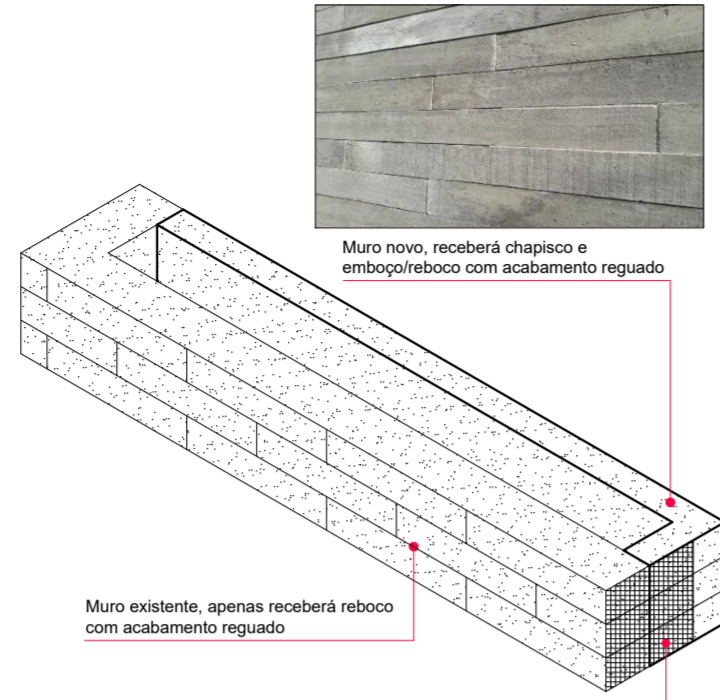 Muro novo, receberá chapisco e
emboço/reboco com acabamento reguado
Muro existente, apenas receberá reboco
com acabamento reguado